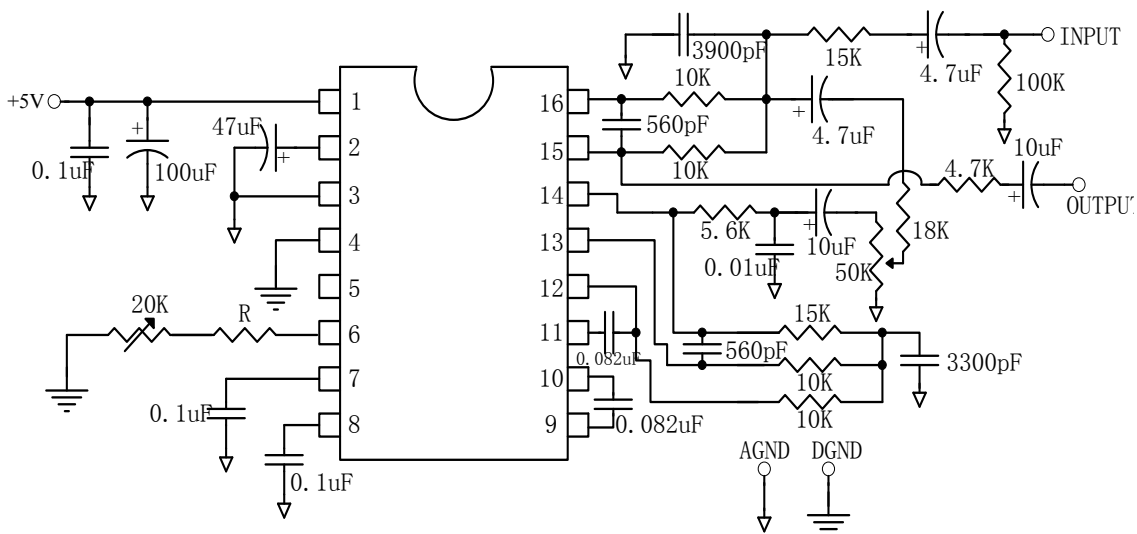 3900pF
15K
4.7uF
INPUT
100K
+5V
0.1uF
+
100uF
47uF
+
1
2
3
4
5
6
7
8
16
15
14
13
12
11
10
9
10K
560pF
10K
+
4.7uF
+
4.7K
10uF
+
OUTPUT
5.6K
0.01uF
+
10uF
50K
18K
20K
R
0.1uF
0.1uF
0.082uF
0.082uF
15K
560pF
10K
10K
3300pF
AGND
DGND